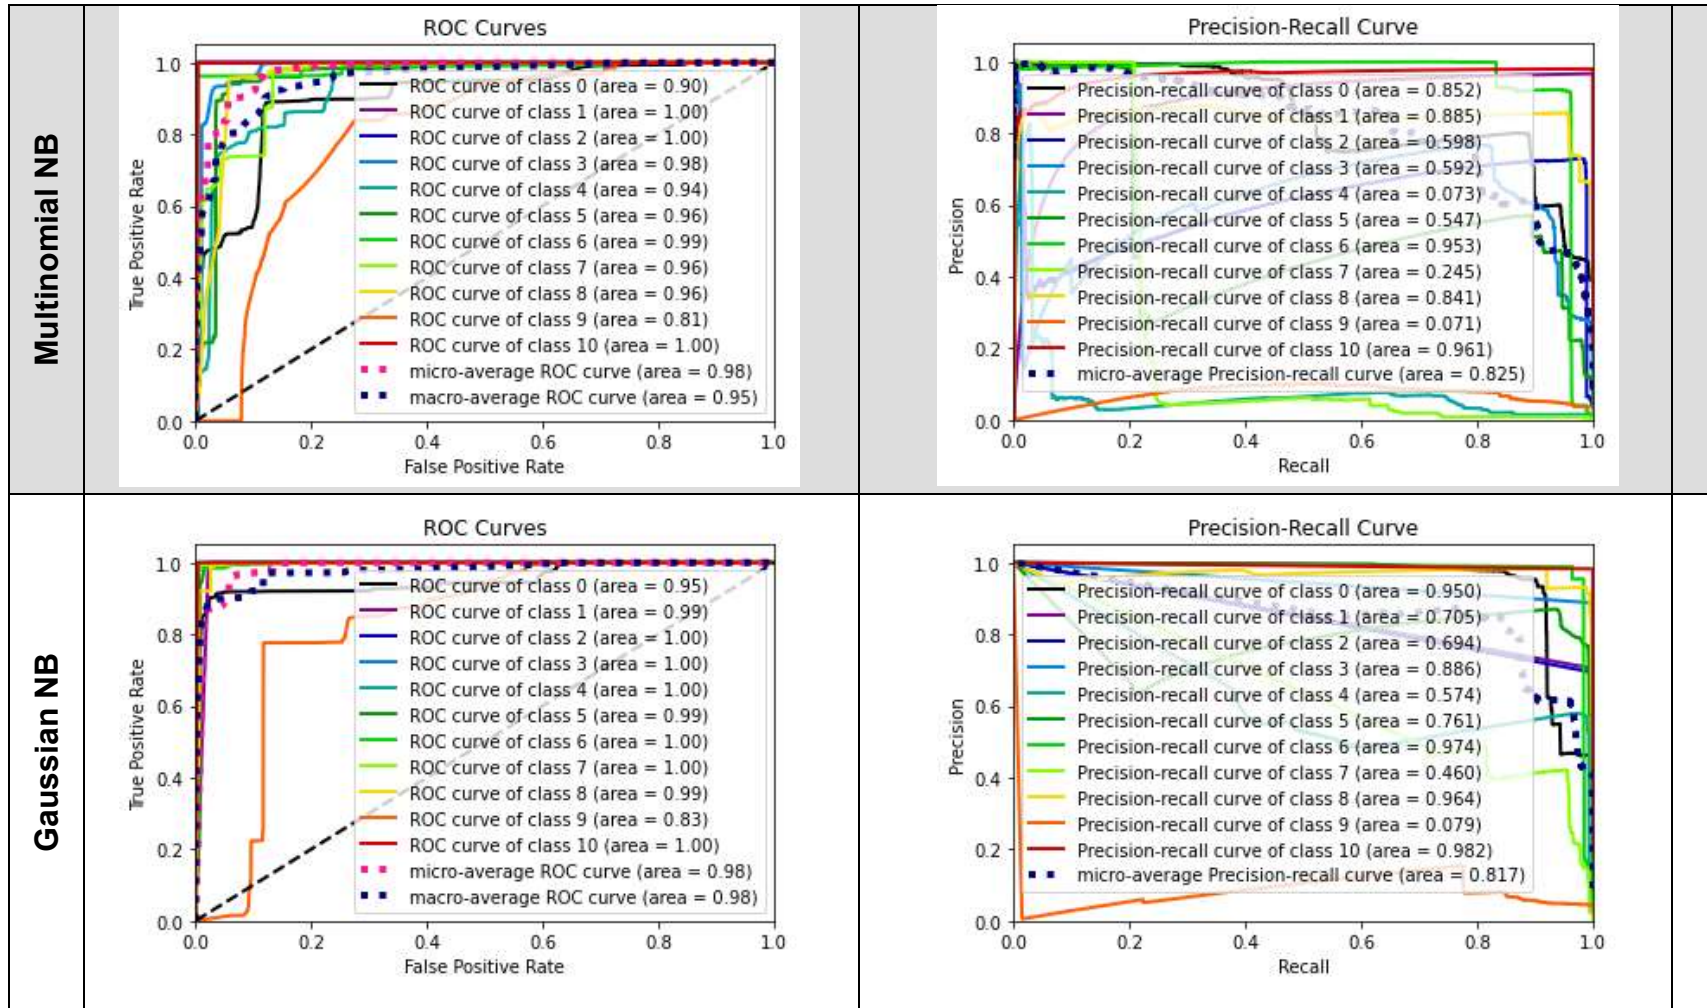 Multinomial NB
ROC Curves
True Positive Rate
1.0
0.8
0.6
0.4
0.2
0.0
ROC curve of class 0 (area = 0.90)
ROC curve of class 1 (area = 1.00)
ROC curve of class 2 (area = 1.00)
ROC curve of class 3 (area = 0.98)
ROC curve of class 4 (area = 0.94)
ROC curve of class 5 (area = 0.96)
ROC curve of class 6 (area = 0.99)
ROC curve of class 7 (area = 0.96)
ROC curve of class 8 (area = 0.96)
ROC curve of class 9 (area = 0.81)
ROC curve of class 10 (area = 1.00)
micro-average ROC curve (area = 0.98)
macro-average ROC curve (area = 0.95)
0.0 0.2 0.4 0.6 0.8 1.0
False Positive Rate
Precision-Recall Curve
Precision
1.0
0.8
0.6
0.4
0.2
0.0
Precision-recall curve of class 0 (area = 0.852)
Precision-recall curve of class 1 (area = 0.885)
Precision-recall curve of class 2 (area = 0.598)
Precision-recall curve of class 3 (area = 0.592)
Precision-recall curve of class 4 (area = 0.073)
Precision-recall curve of class 5 (area = 0.547)
Precision-recall curve of class 6 (area = 0.953)
Precision-recall curve of class 7 (area = 0.245)
Precision-recall curve of class 8 (area = 0.841)
Precision-recall curve of class 9 (area = 0.071)
Precision-recall curve of class 10 (area = 0.961)
micro-average Precision-recall curve (area = 0.825)
0.0 0.2 0.4 0.6 0.8 1.0
Recall
Gaussian NB
ROC Curves
True Positive Rate
1.0
0.8
0.6
0.4
0.2
0.0
ROC curve of class 0 (area = 0.95)
ROC curve of class 1 (area = 0.99)
ROC curve of class 2 (area = 1.00)
ROC curve of class 3 (area = 1.00)
ROC curve of class 4 (area = 1.00)
ROC curve of class 5 (area = 0.99)
ROC curve of class 6 (area = 1.00)
ROC curve of class 7 (area = 1.00)
ROC curve of class 8 (area = 0.99)
ROC curve of class 9 (area = 0.83)
ROC curve of class 10 (area = 1.00)
micro-average ROC curve (area = 0.98)
macro-average ROC curve (area = 0.98)
0.0 0.2 0.4 0.6 0.8 1.0
False Positive Rate
Precision-Recall Curve
Precision
1.0
0.8
0.6
0.4
0.2
0.0
Precision-recall curve of class 0 (area = 0.950)
Precision-recall curve of class 1 (area = 0.705)
Precision-recall curve of class 2 (area = 0.694)
Precision-recall curve of class 3 (area = 0.886)
Precision-recall curve of class 4 (area = 0.574)
Precision-recall curve of class 5 (area = 0.761)
Precision-recall curve of class 6 (area = 0.974)
Precision-recall curve of class 7 (area = 0.460)
Precision-recall curve of class 8 (area = 0.964)
Precision-recall curve of class 9 (area = 0.079)
Precision-recall curve of class 10 (area = 0.982)
micro-average Precision-recall curve (area = 0.817)
0.0 0.2 0.4 0.6 0.8 1.0
Recall